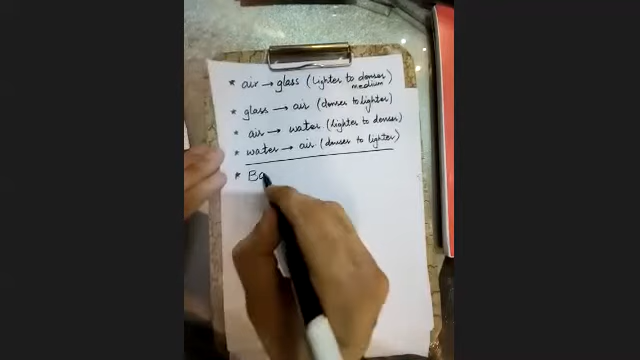 * air → glass (lighter to denser medium)
* glass → air (denser to lighter)
* air → water (lighter to denser)
* water → air (denser to lighter)
* Ba